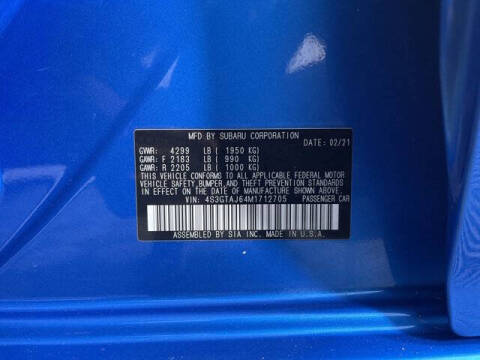 MFD BY SUBARU CORPORATION
DATE: 02/21
GVWR: 4299 LB ( 1950 KG)
GAWR: F 2183 LB ( 990 KG)
GAWR: R 2205 LB ( 1000 KG)
THIS VEHICLE CONFORMS TO ALL APPLICABLE FEDERAL MOTOR
VEHICLE SAFETY,BUMPER,AND THEFT PREVENTION STANDARDS
IN EFFECT ON THE DATE OF MANUFACTURE SHOWN ABOVE.
VIN: 4S3GTAJ64M1712705 PASSENGER CAR
ASSEMBLED BY SIA INC. MADE IN U.S.A.